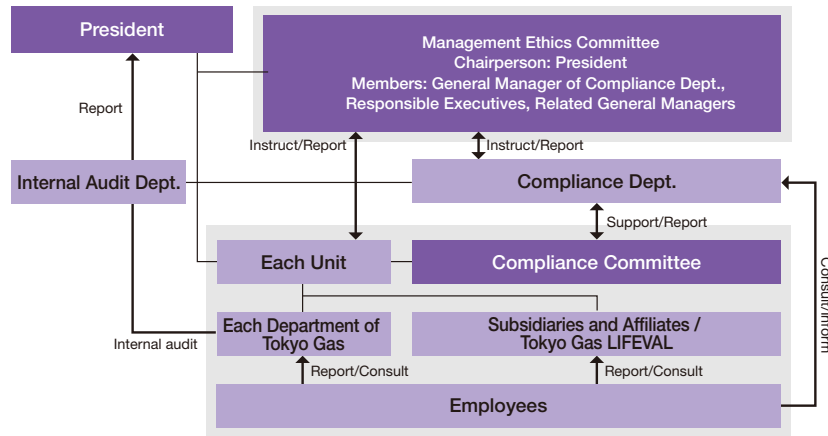 President
Management Ethics Committee
Chairperson: President
Members: General Manager of Compliance Dept.,
Responsible Executives, Related General Managers
Report
Instruct/Report
Instruct/Report
Internal Audit Dept.
Compliance Dept.
Support/Report
Each Unit
Compliance Committee
Consult/Inform
Each Department of
Tokyo Gas
Subsidiaries and Affiliates /
Tokyo Gas LIFEVAL
Internal audit
Report/Consult
Report/Consult
Employees